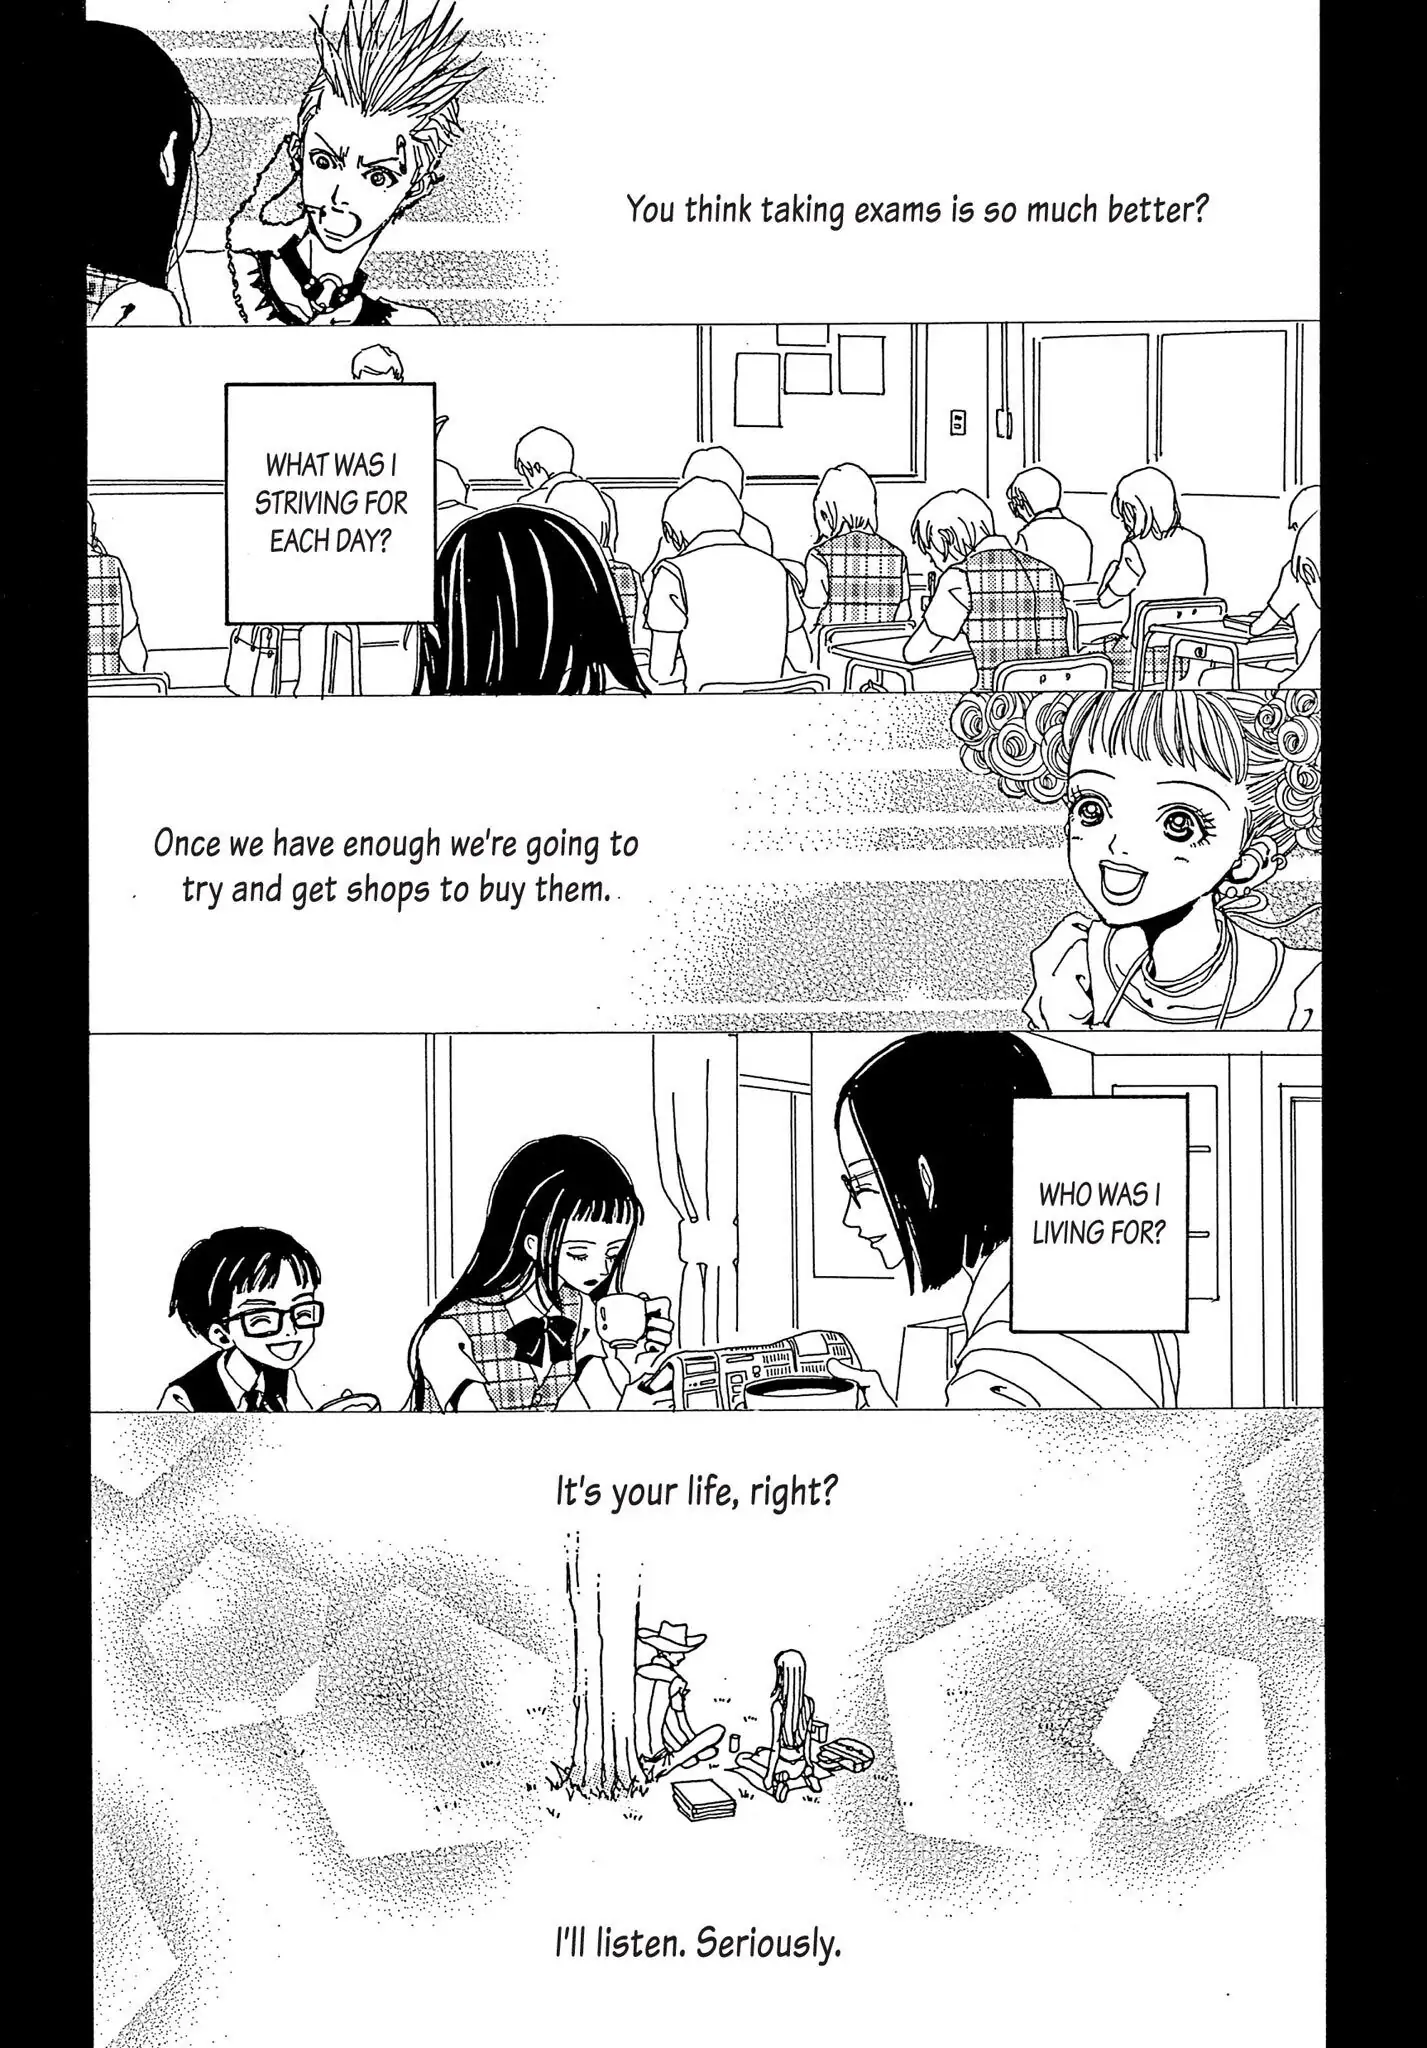 You think taking exams is so much better?
WHAT WAS I
STRIVING FOR
EACH DAY?
Once we have enough we're going to
try and get shops to buy them.
WHO WAS I
LIVING FOR?
It's your life, right?
I'll listen. Seriously.